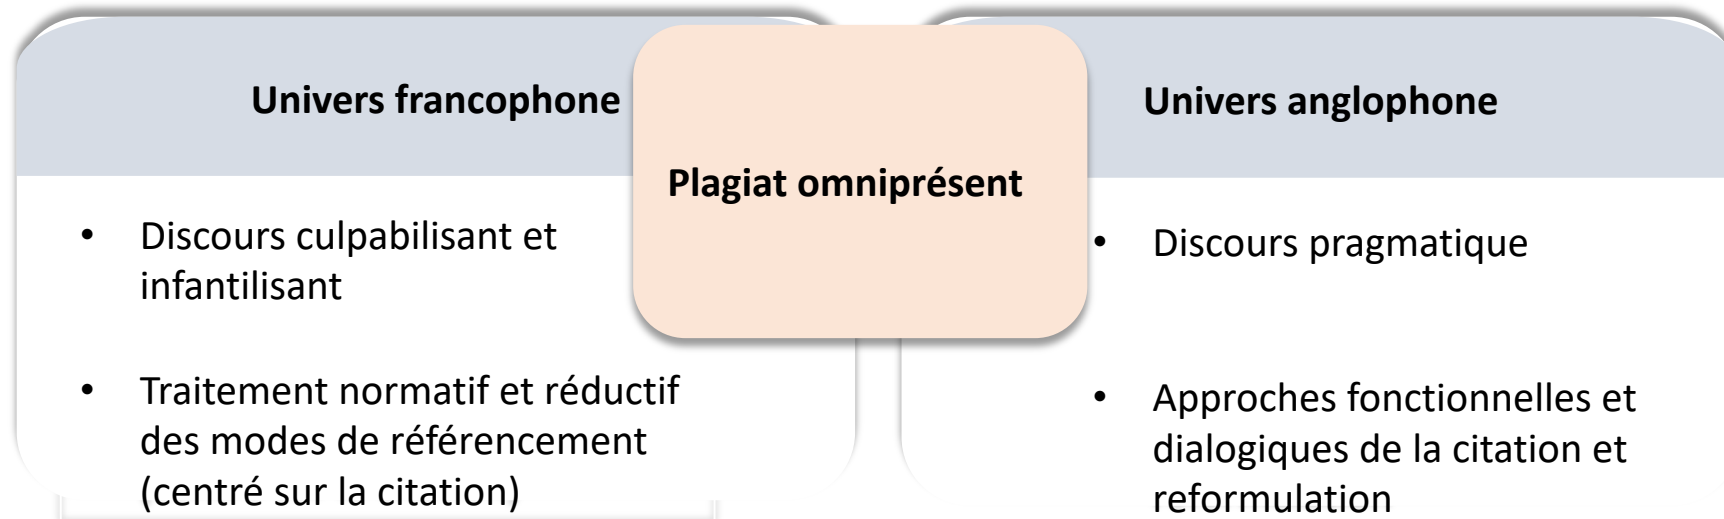 Univers francophone
• Discours culpabilisant et
infantilisant
• Traitement normatif et réductif
des modes de référencement
(centré sur la citation)
Plagiat omniprésent
Univers anglophone
• Discours pragmatique
• Approches fonctionnelles et
dialogiques de la citation et
reformulation